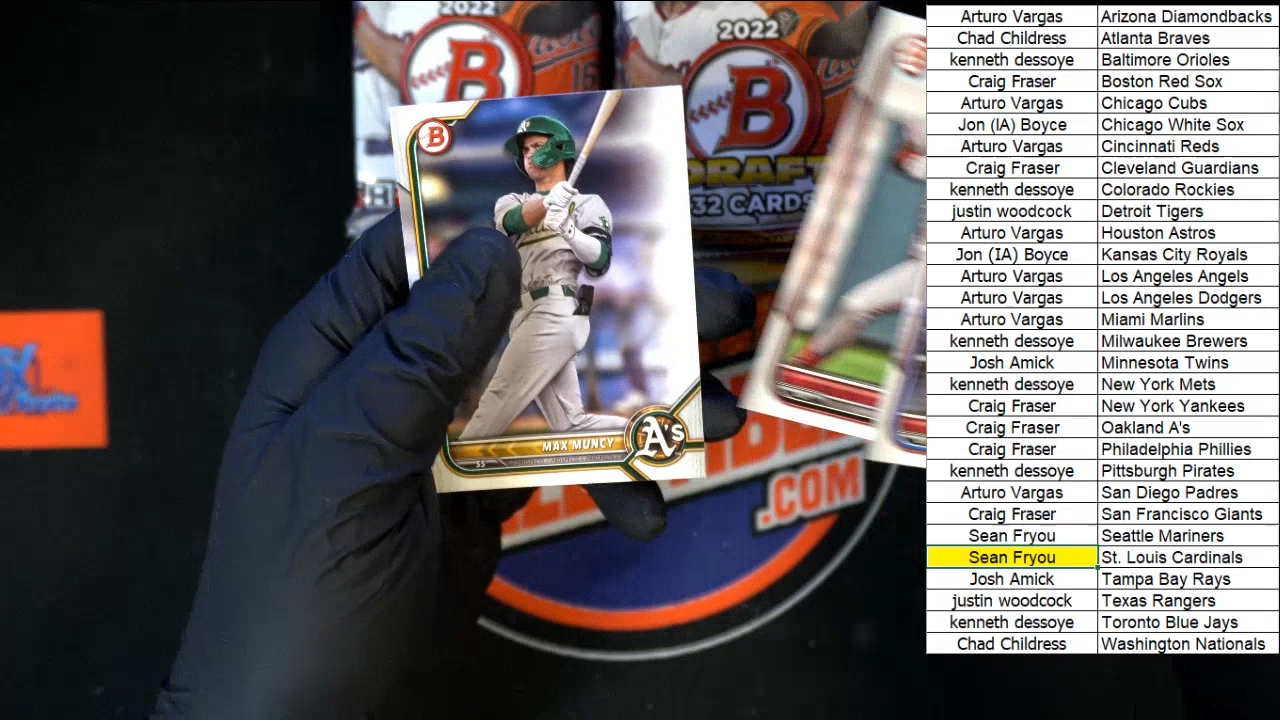 2022
B
2022
B
DRAFT
32 CARDS
B
A's
MAX MUNCY
A's
SS
.COM
Arturo Vargas Arizona Diamondbacks
Chad Childress Atlanta Braves
kenneth dessoye Baltimore Orioles
Craig Fraser Boston Red Sox
Arturo Vargas Chicago Cubs
Jon (IA) Boyce Chicago White Sox
Arturo Vargas Cincinnati Reds
Craig Fraser Cleveland Guardians
kenneth dessoye Colorado Rockies
justin woodcock Detroit Tigers
Arturo Vargas Houston Astros
Jon (IA) Boyce Kansas City Royals
Arturo Vargas Los Angeles Angels
Arturo Vargas Los Angeles Dodgers
Arturo Vargas Miami Marlins
kenneth dessoye Milwaukee Brewers
Josh Amick Minnesota Twins
kenneth dessoye New York Mets
Craig Fraser New York Yankees
Craig Fraser Oakland A's
Craig Fraser Philadelphia Phillies
kenneth dessoye Pittsburgh Pirates
Arturo Vargas San Diego Padres
Craig Fraser San Francisco Giants
Sean Fryou Seattle Mariners
Sean Fryou St. Louis Cardinals
Josh Amick Tampa Bay Rays
justin woodcock Texas Rangers
kenneth dessoye Toronto Blue Jays
Chad Childress Washington Nationals